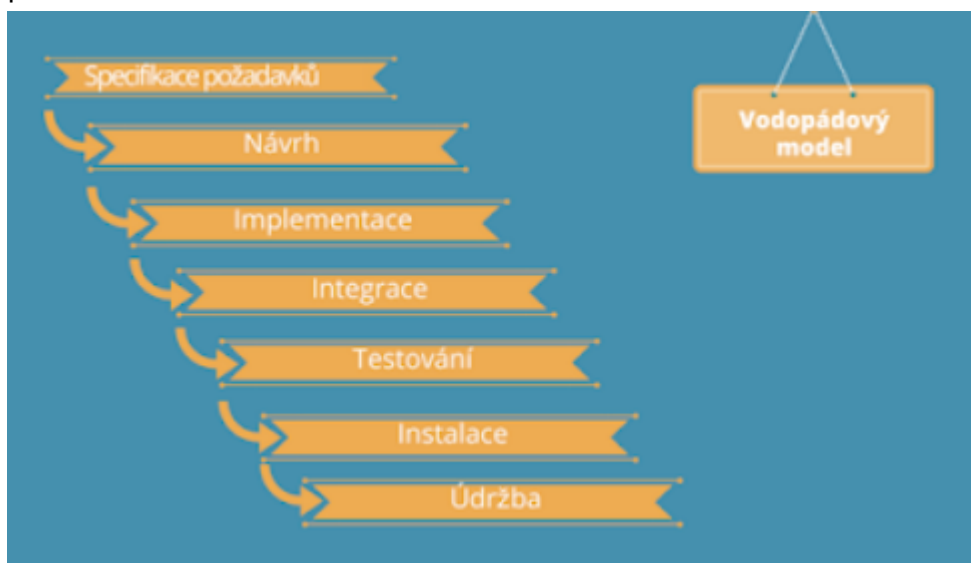 Specifikace požadavků
Návrh
Implementace
Integrace
Testování
Instalace
Údržba
Vodopádový
model